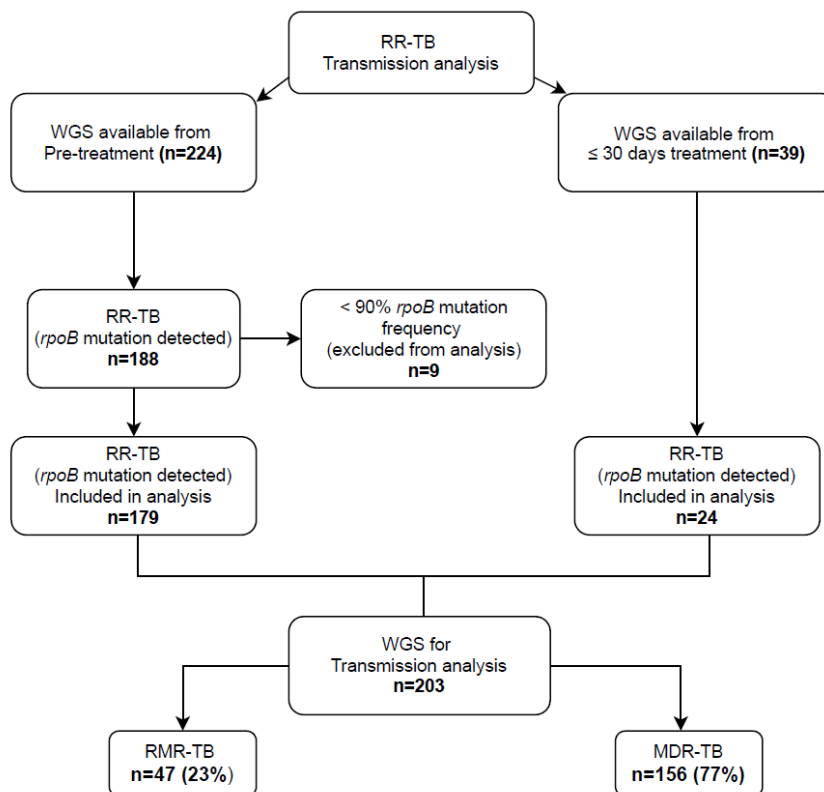 RR-TB
Transmission analysis
WGS available from
Pre-treatment (n=224)
WGS available from
≤ 30 days treatment (n=39)
RR-TB
(rpoB mutation detected)
n=188
< 90% rpoB mutation
frequency
(excluded from analysis)
n=9
RR-TB
(rpoB mutation detected)
Included in analysis
n=179
RR-TB
(rpoB mutation detected)
Included in analysis
n=24
WGS for
Transmission analysis
n=203
RMR-TB
n=47 (23%)
MDR-TB
n=156 (77%)